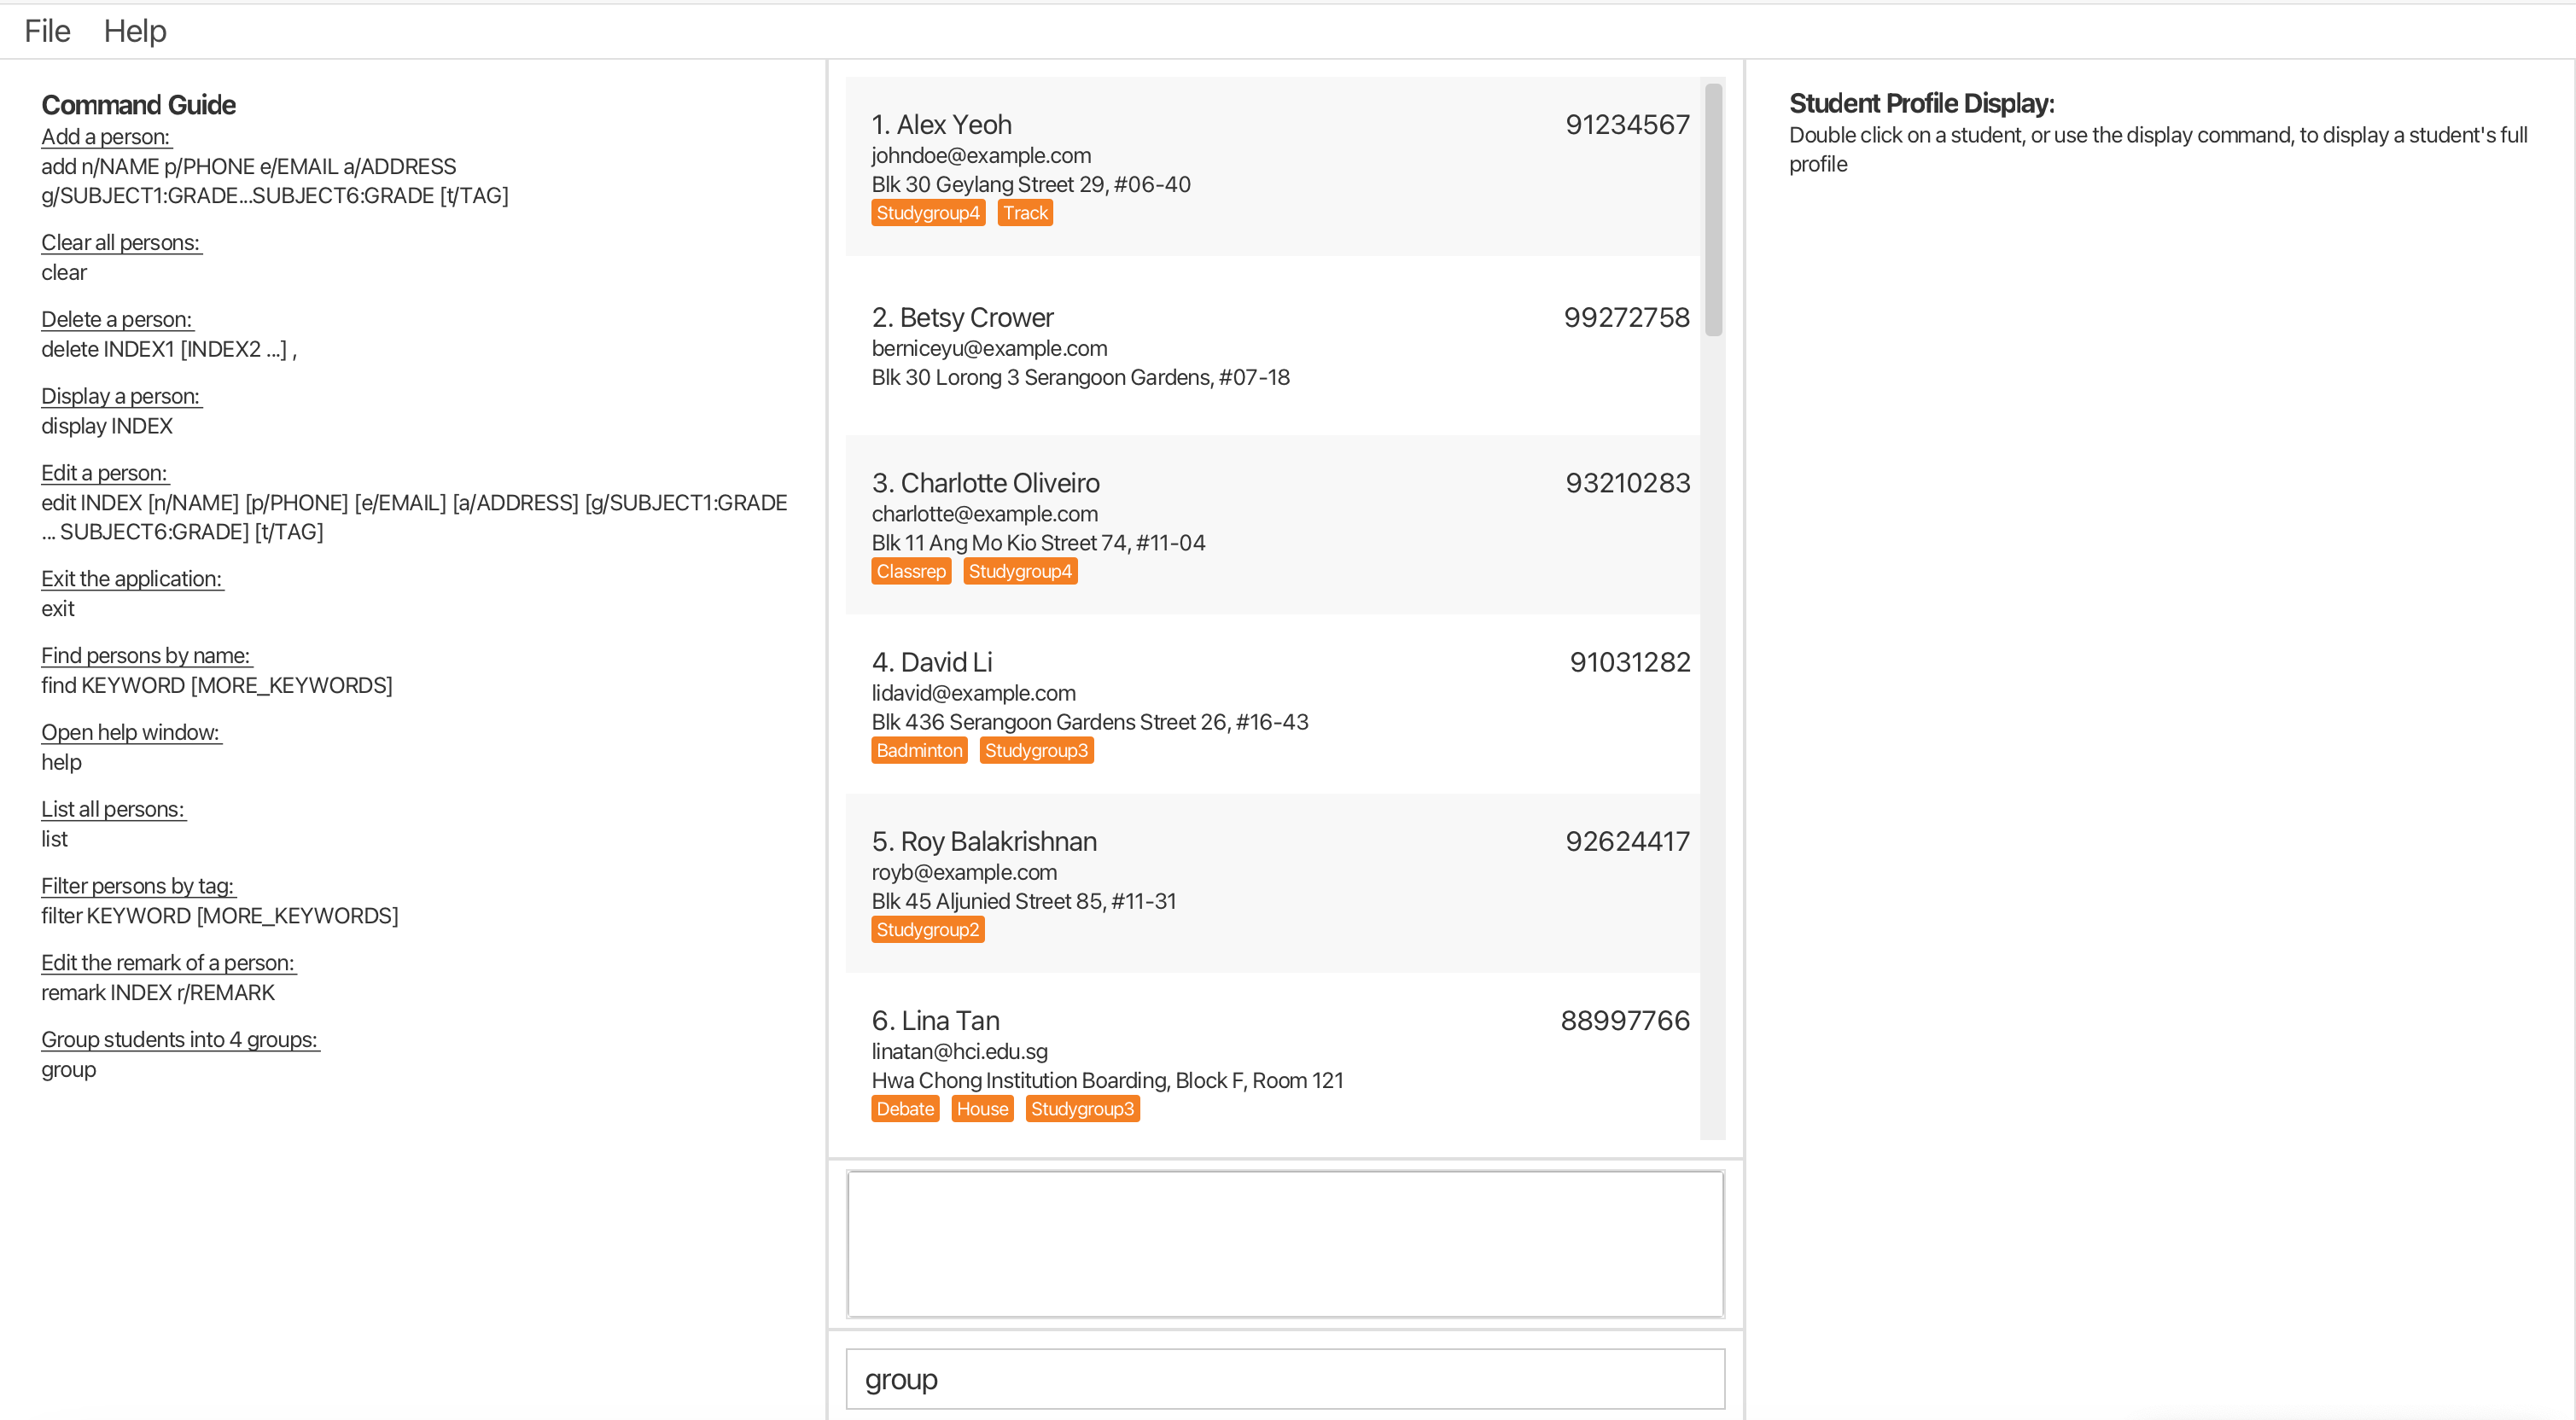 File Help
Command Guide
Add a person:
add n/NAME p/PHONE e/EMAIL a/ADDRESS
g/SUBJECT1:GRADE...SUBJECT6:GRADE [t/TAG]
Clear all persons:
clear
Delete a person:
delete INDEX1 [INDEX2 ...] ,
Display a person:
display INDEX
Edit a person:
edit INDEX [n/NAME] [p/PHONE] [e/EMAIL] [a/ADDRESS] [g/SUBJECT1:GRADE
... SUBJECT6:GRADE] [t/TAG]
Exit the application:
exit
Find persons by name:
find KEYWORD [MORE_KEYWORDS]
Open help window:
help
List all persons:
list
Filter persons by tag:
filter KEYWORD [MORE_KEYWORDS]
Edit the remark of a person:
remark INDEX r/REMARK
Group students into 4 groups:
group
1. Alex Yeoh 91234567
johndoe@example.com
Blk 30 Geylang Street 29, #06-40
Studygroup4 Track
2. Betsy Crower 99272758
berniceyu@example.com
Blk 30 Lorong 3 Serangoon Gardens, #07-18
3. Charlotte Oliveiro 93210283
charlotte@example.com
Blk 11 Ang Mo Kio Street 74, #11-04
Classrep Studygroup4
4. David Li 91031282
lidavid@example.com
Blk 436 Serangoon Gardens Street 26, #16-43
Badminton Studygroup3
5. Roy Balakrishnan 92624417
royb@example.com
Blk 45 Aljunied Street 85, #11-31
Studygroup2
6. Lina Tan 88997766
linatan@hci.edu.sg
Hwa Chong Institution Boarding, Block F, Room 121
Debate House Studygroup3
group
Student Profile Display:
Double click on a student, or use the display command, to display a student's full
profile